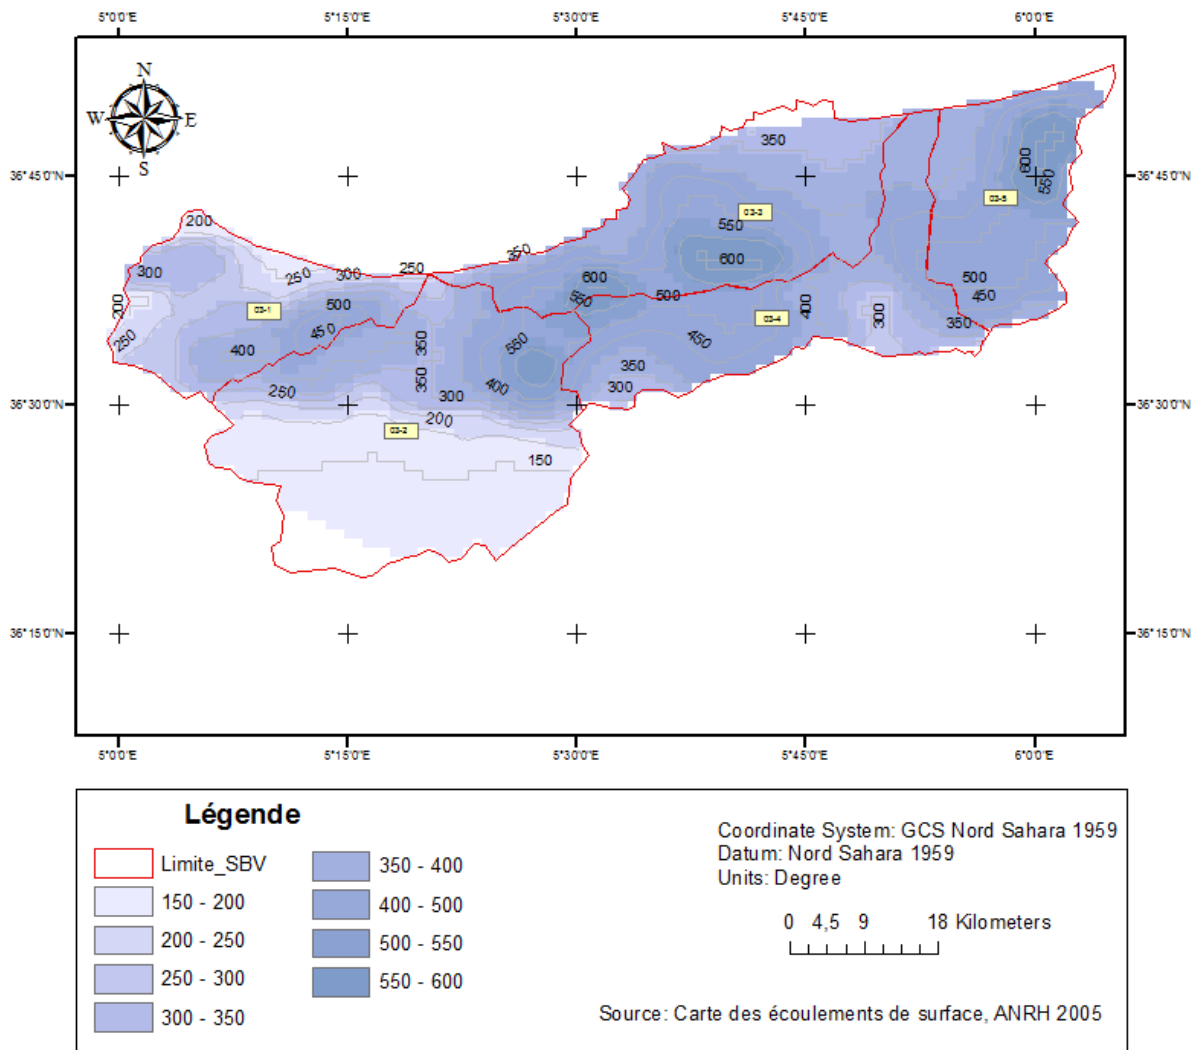 5°0'0"E 5°15'0"E 5°30'0"E 5°45'0"E 6°0'0"E
N
W E
S
36°45'0"N 36°45'0"N
36°30'0"N 36°30'0"N
36°15'0"N 36°15'0"N
350
600
550
03-5
03-3
200
550
350
250
600
300
300
250
600
500
200
500
550
500
450
03-1
400
300
03-4
450
250
350
550
450
350
400
350
350
300
250
400
300
200
03-2
150
5°0'0"E 5°15'0"E 5°30'0"E 5°45'0"E 6°0'0"E
Légende
Limite_SBV
150 - 200
200 - 250
250 - 300
300 - 350
350 - 400
400 - 500
500 - 550
550 - 600
Coordinate System: GCS Nord Sahara 1959
Datum: Nord Sahara 1959
Units: Degree
0 4,5 9 18 Kilometers
Source: Carte des écoulements de surface, ANRH 2005